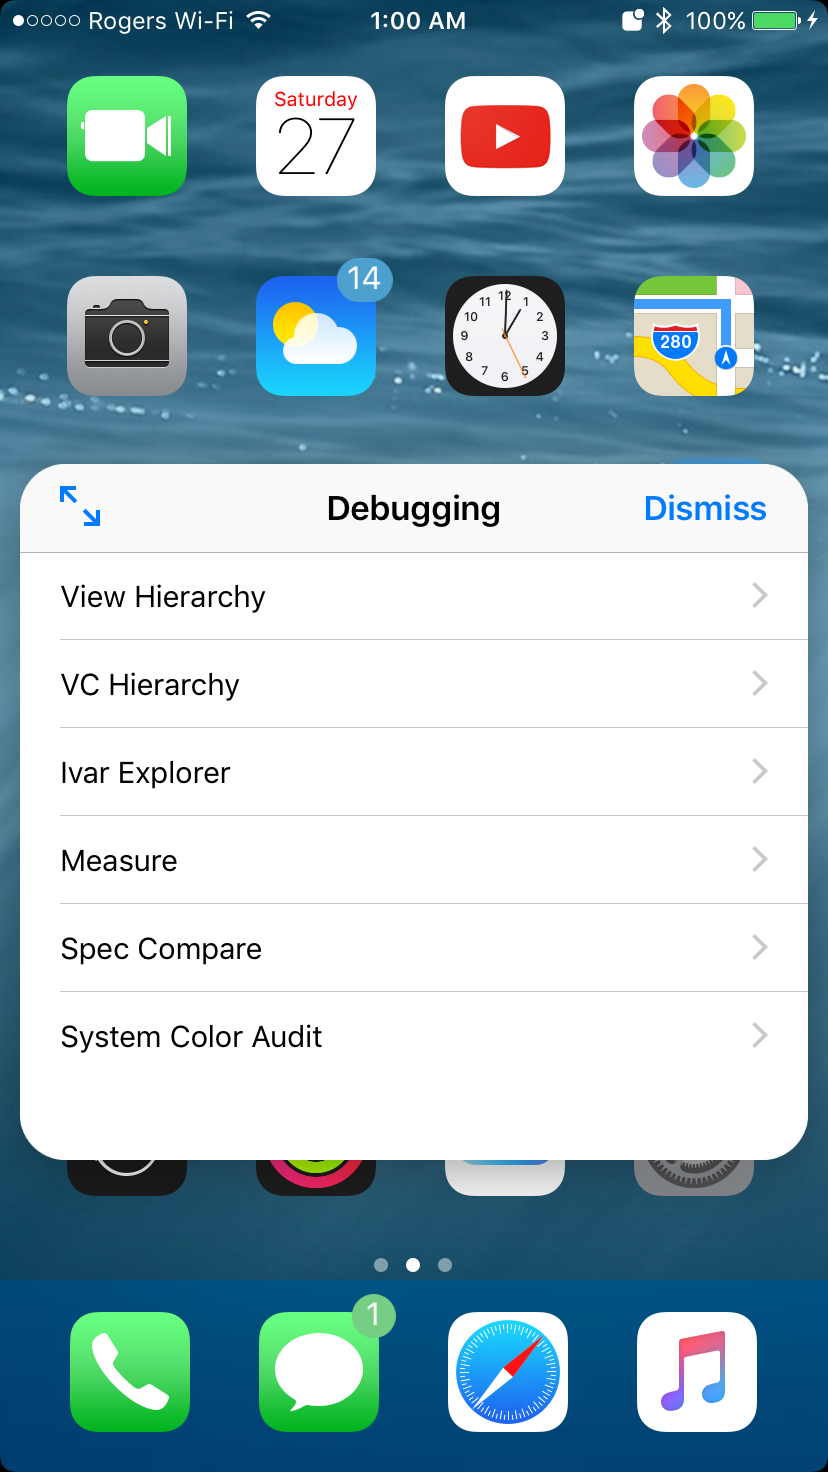 Rogers Wi-Fi 1:00 AM 100%
Saturday
27
14
12
11 1
10 2
9 3
8 4
7 5
6
280
Debugging Dismiss
View Hierarchy
VC Hierarchy
Ivar Explorer
Measure
Spec Compare
System Color Audit
1